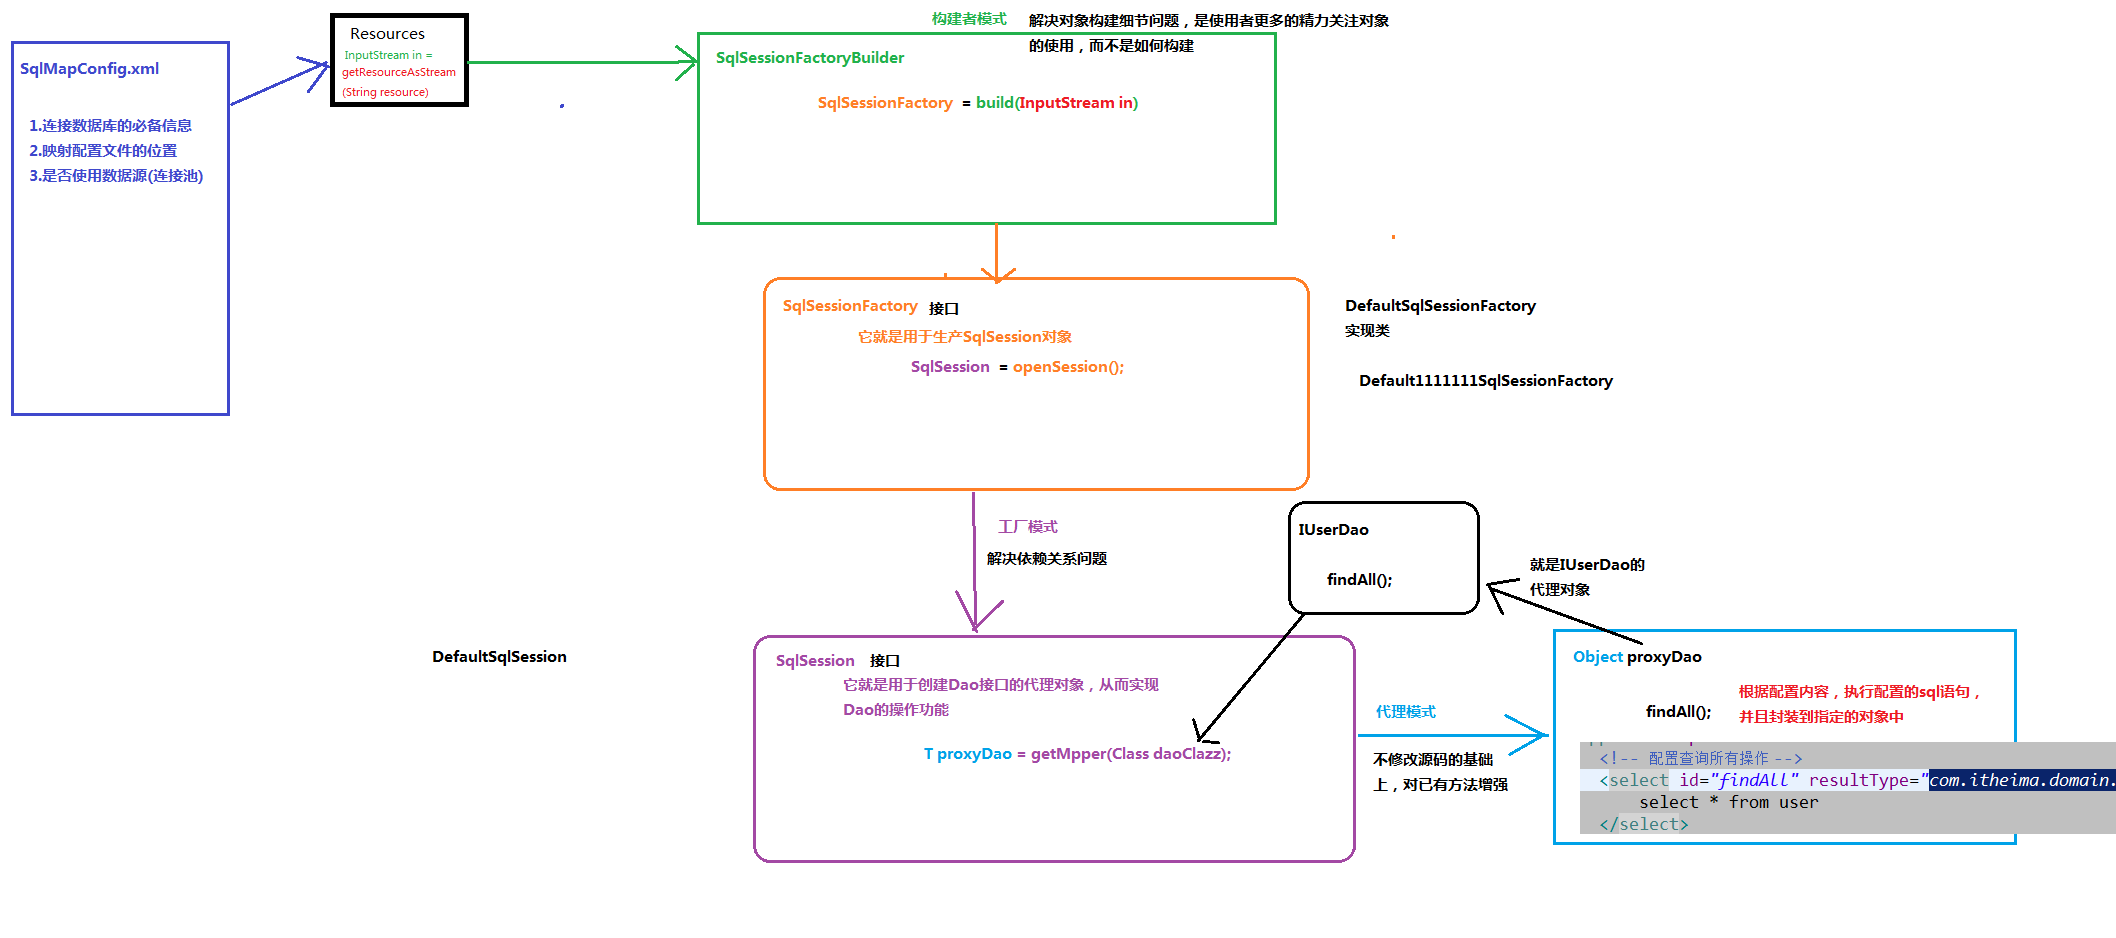 SqlMapConfig.xml
1.连接数据库的必备信息
2.映射配置文件的位置
3.是否使用数据源(连接池)
Resources
InputStream in =
getResourceAsStream
(String resource)
构建者模式
解决对象构建细节问题，是使用者更多的精力关注对象
的使用，而不是如何构建
SqlSessionFactoryBuilder
SqlSessionFactory = build(InputStream in)
SqlSessionFactory 接口
它就是用于生产SqlSession对象
SqlSession = openSession();
DefaultSqlSessionFactory
实现类
Default1111111SqlSessionFactory
工厂模式
解决依赖关系问题
IUserDao
findAll();
就是IUserDao的
代理对象
DefaultSqlSession
SqlSession 接口
它就是用于创建Dao接口的代理对象，从而实现
Dao的操作功能
T proxyDao = getMpper(Class daoClazz);
代理模式
不修改源码的基础
上，对已有方法增强
Object proxyDao
findAll();
根据配置内容，执行配置的sql语句，
并且封装到指定的对象中
<!-- 配置查询所有操作 -->
<select id="findAll" resultType="com.itheima.domain.
select * from user
</select>